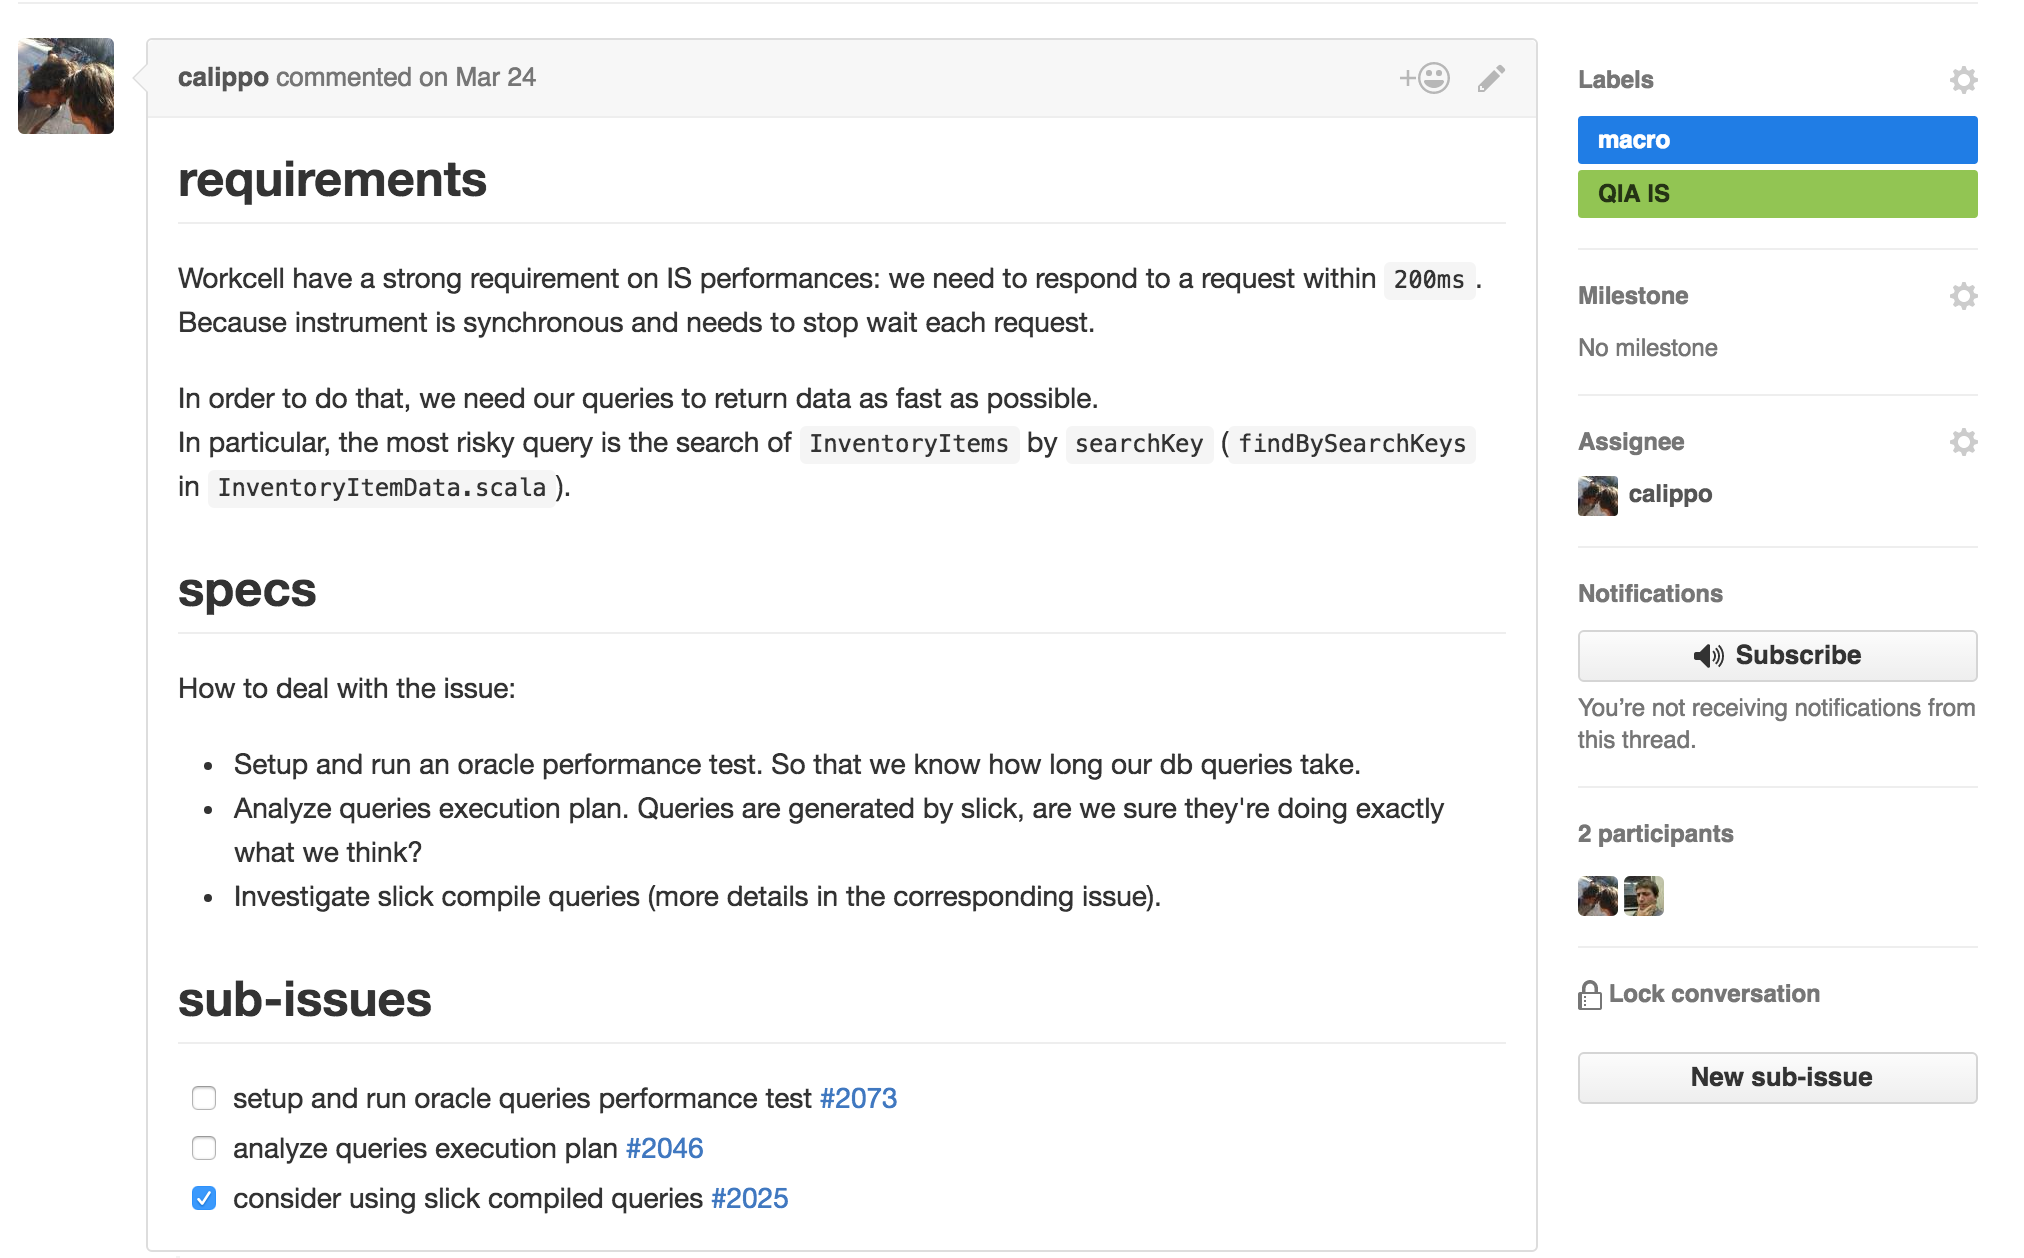 calippo commented on Mar 24
requirements
Workcell have a strong requirement on IS performances: we need to respond to a request within 200ms.
Because instrument is synchronous and needs to stop wait each request.
In order to do that, we need our queries to return data as fast as possible.
In particular, the most risky query is the search of InventoryItems by searchKey (findBySearchKeys
in InventoryItemData.scala).
specs
How to deal with the issue:
• Setup and run an oracle performance test. So that we know how long our db queries take.
• Analyze queries execution plan. Queries are generated by slick, are we sure they're doing exactly
what we think?
• Investigate slick compile queries (more details in the corresponding issue).
sub-issues
setup and run oracle queries performance test #2073
analyze queries execution plan #2046
consider using slick compiled queries #2025
Labels
macro
QIA IS
Milestone
No milestone
Assignee
calippo
Notifications
Subscribe
You’re not receiving notifications from
this thread.
2 participants
Lock conversation
New sub-issue